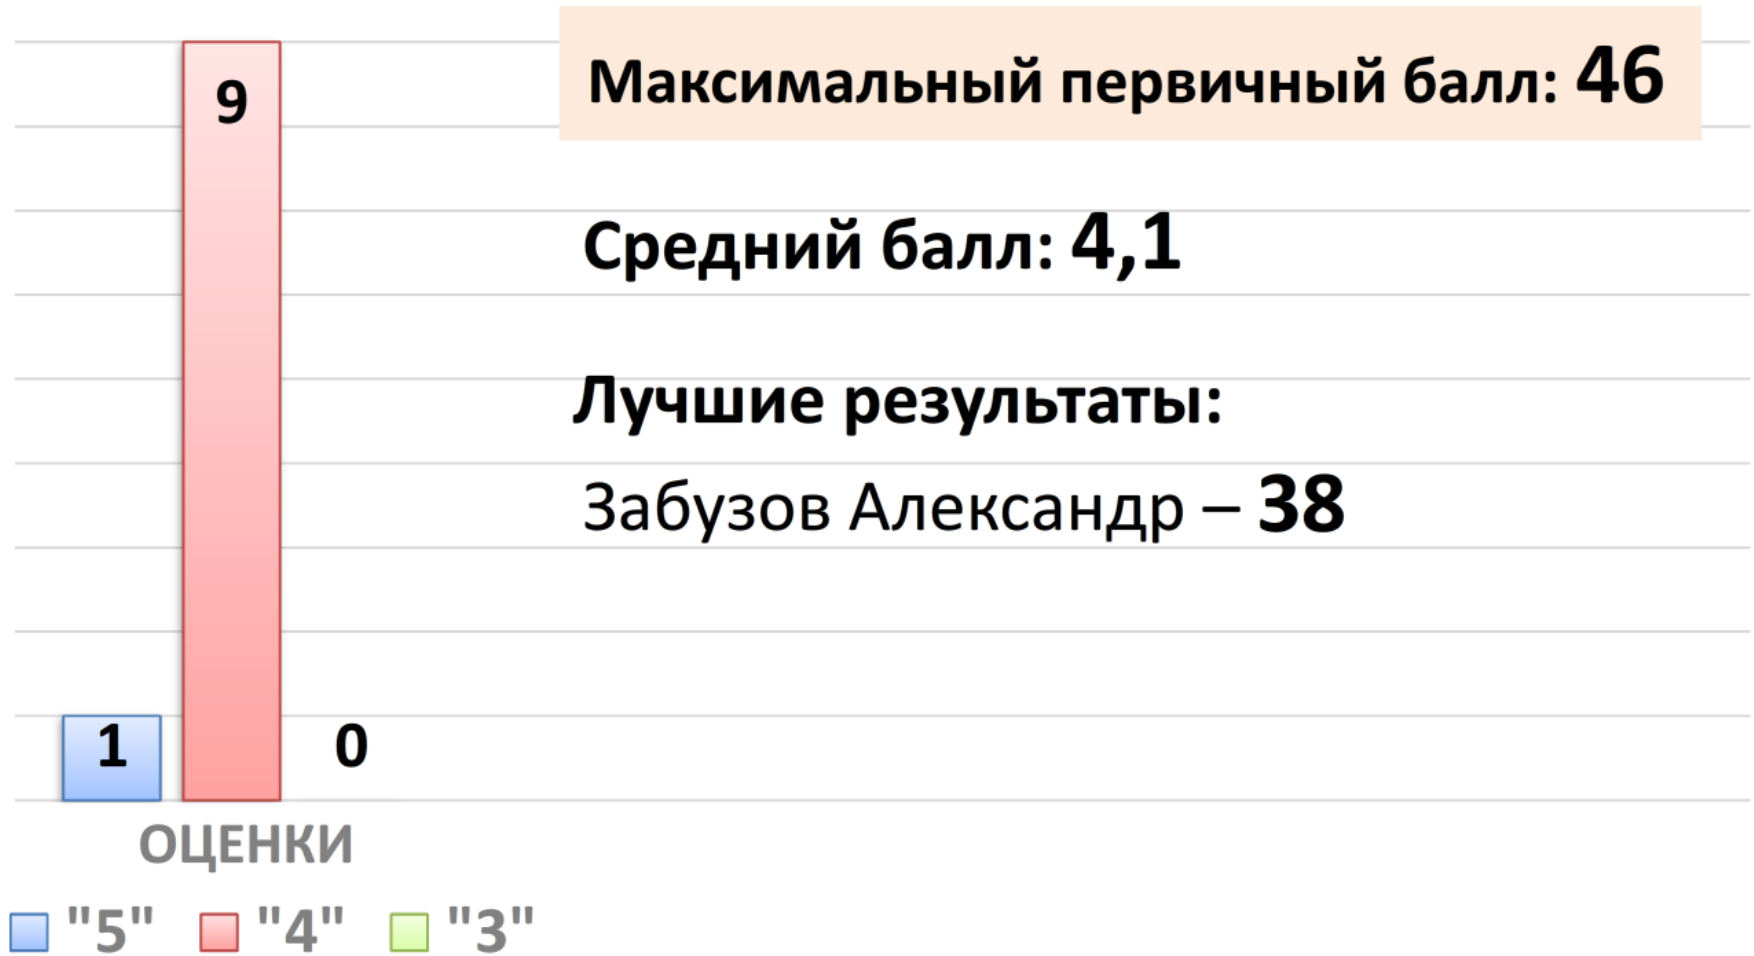 Максимальный первичный балл: 46
Средний балл: 4,1
Лучшие результаты:
Забузов Александр – 38
9
1
0
ОЦЕНКИ
"5" "4" "3"